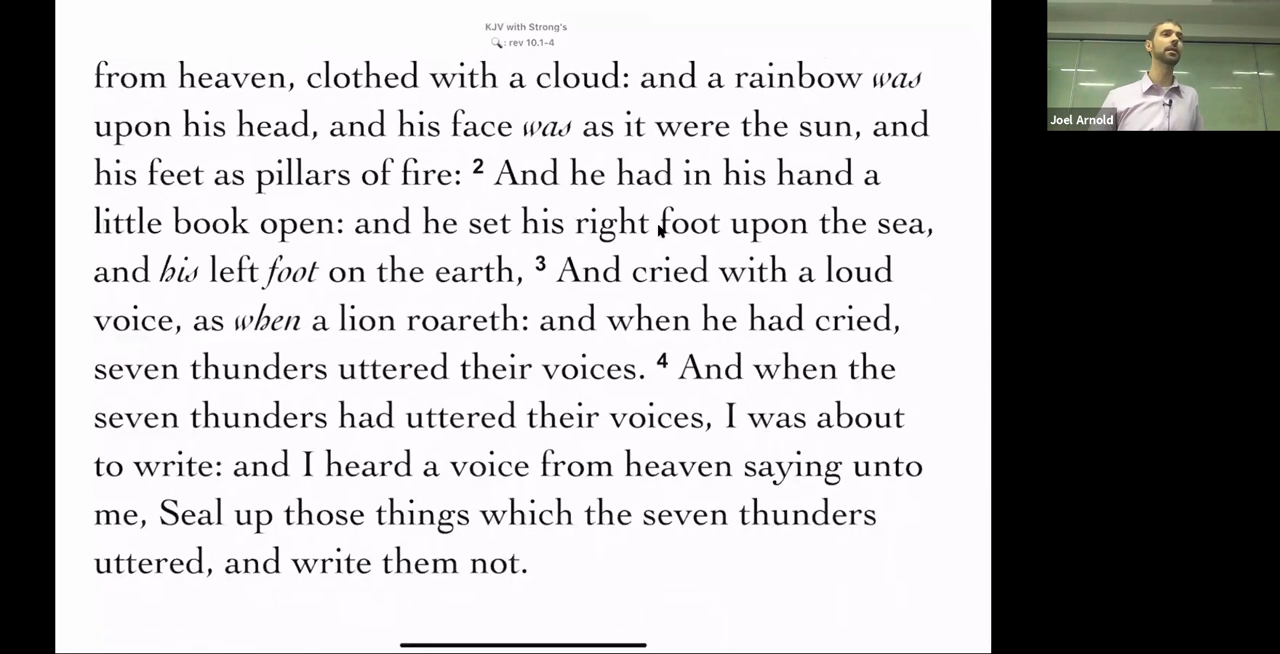 KJV with Strong's
: rev 10.1-4
from heaven, clothed with a cloud: and a rainbow was
upon his head, and his face was as it were the sun, and
his feet as pillars of fire: 2 And he had in his hand a
little book open: and he set his right foot upon the sea,
and his left foot on the earth, 3 And cried with a loud
voice, as when a lion roareth: and when he had cried,
seven thunders uttered their voices. 4 And when the
seven thunders had uttered their voices, I was about
to write: and I heard a voice from heaven saying unto
me, Seal up those things which the seven thunders
uttered, and write them not.
Joel Arnold